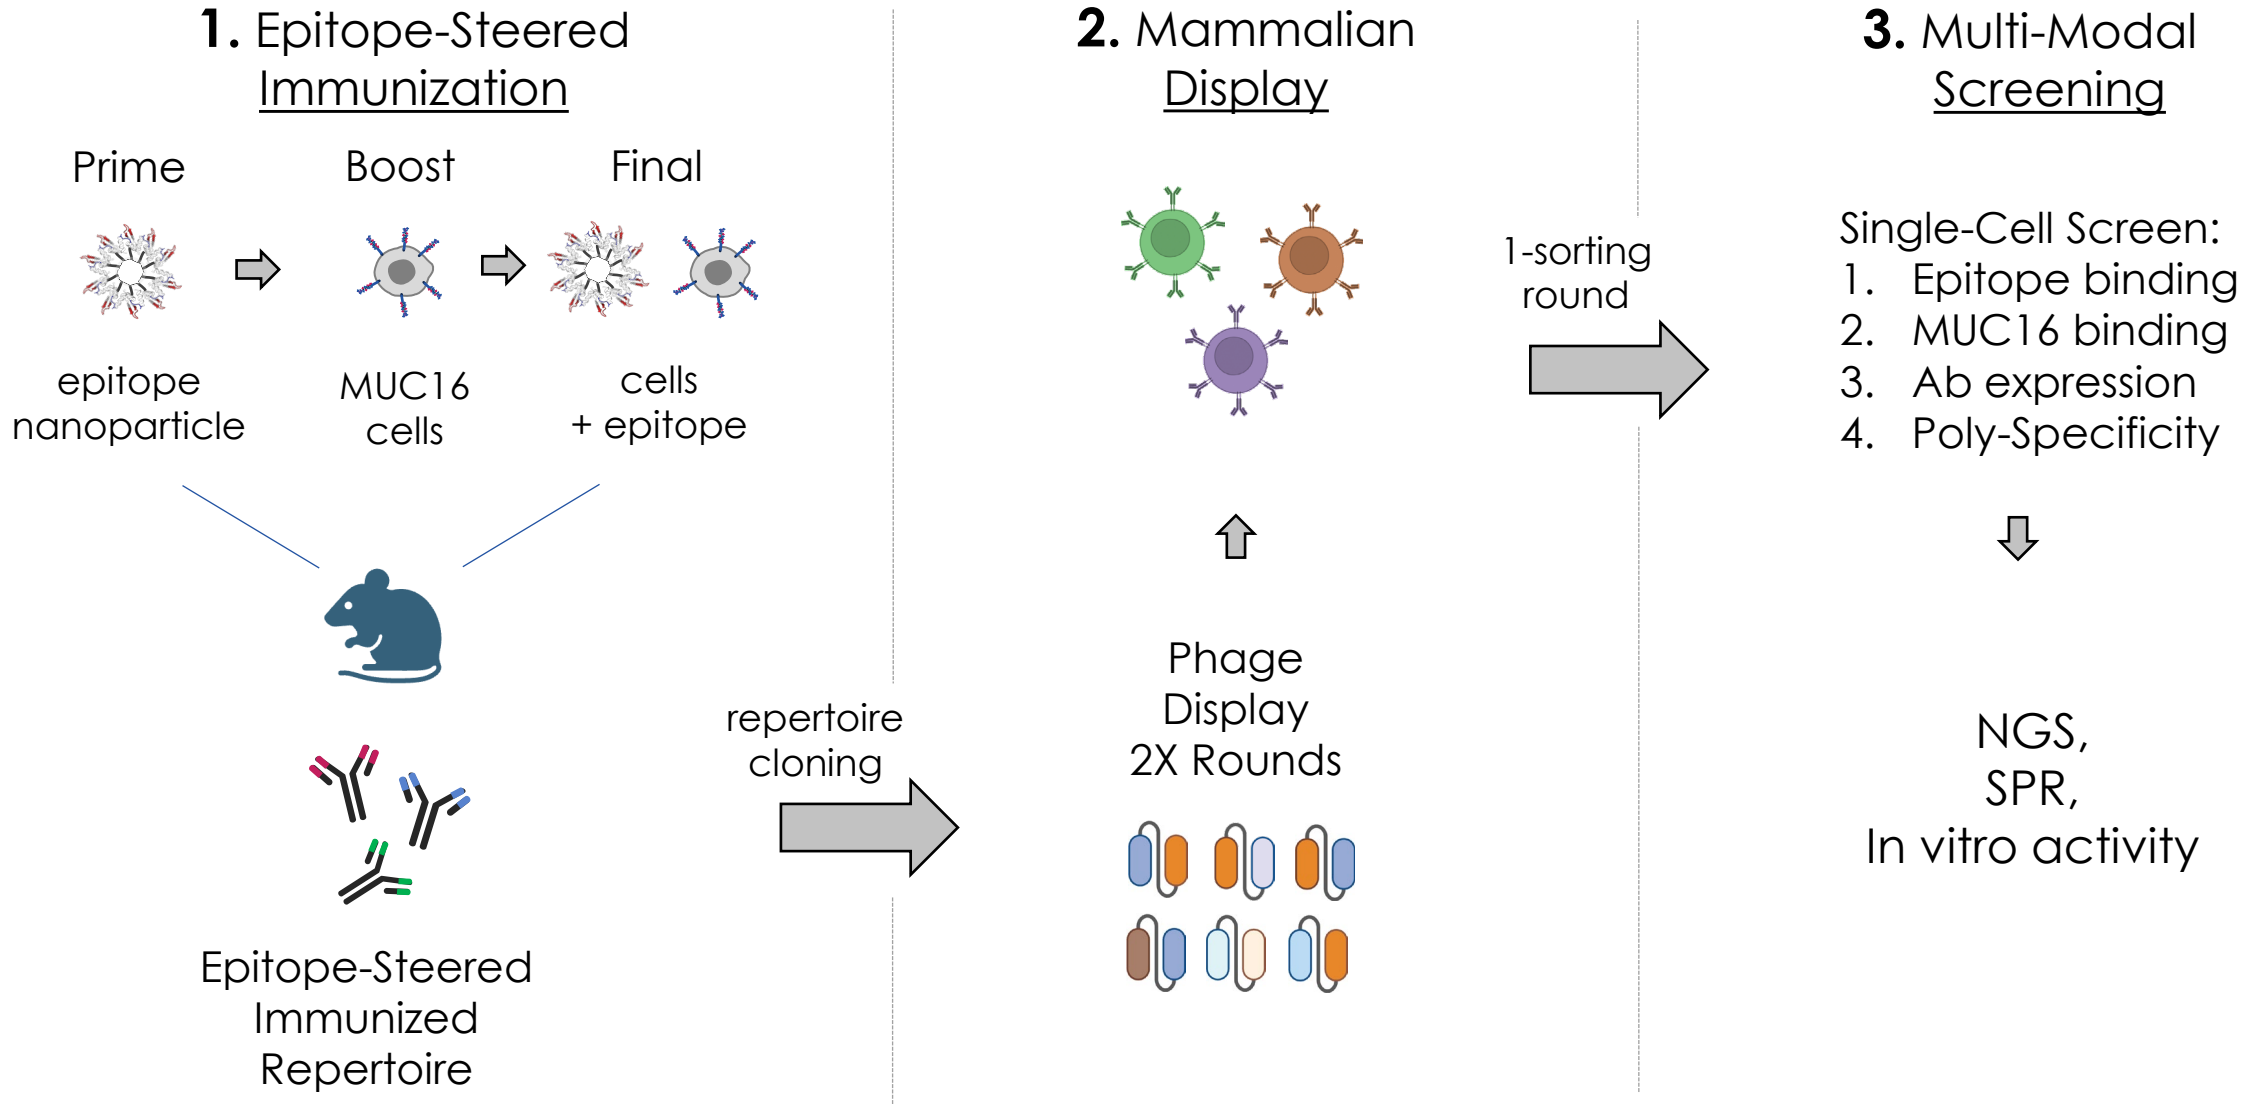 1. Epitope-Steered
Immunization
Prime
Boost
Final
epitope
nanoparticle
MUC16
cells
cells
+ epitope
Epitope-Steered
Immunized
Repertoire
repertoire
cloning
2. Mammalian
Display
Phage
Display
2X Rounds
1-sorting
round
3. Multi-Modal
Screening
Single-Cell Screen:
1. Epitope binding
2. MUC16 binding
3. Ab expression
4. Poly-Specificity
NGS,
SPR,
In vitro activity